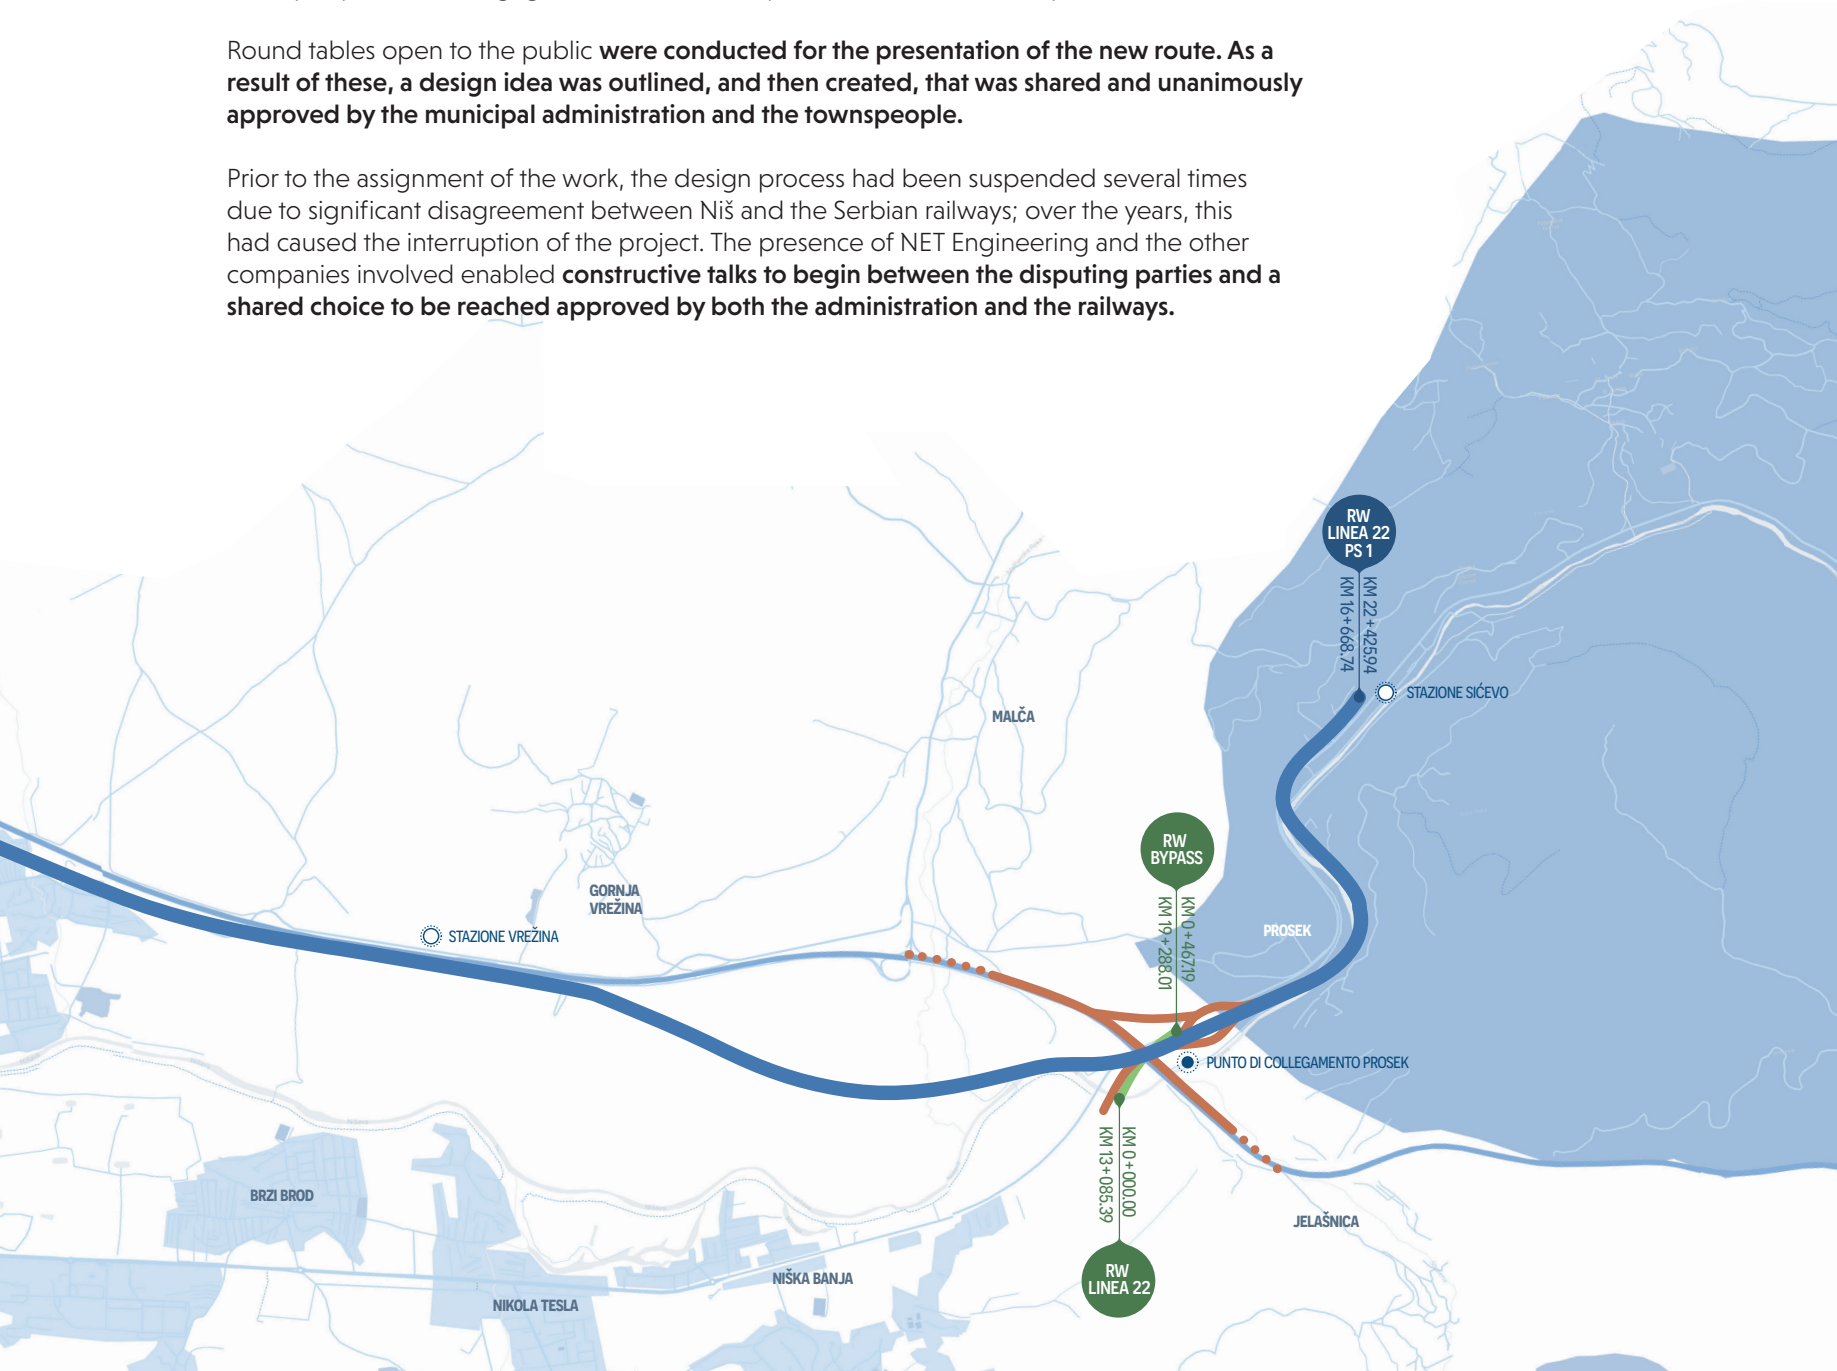 Round tables open to the public were conducted for the presentation of the new route. As a
result of these, a design idea was outlined, and then created, that was shared and unanimously
approved by the municipal administration and the townspeople.
Prior to the assignment of the work, the design process had been suspended several times
due to significant disagreement between Niš and the Serbian railways; over the years, this
had caused the interruption of the project. The presence of NET Engineering and the other
companies involved enabled constructive talks to begin between the disputing parties and a
shared choice to be reached approved by both the administration and the railways.
RW
LINEA 22
PS 1
KM 22+425.94
KM 16+668.74
STAZIONE SIĆEVO
MALČA
RW
BYPASS
KM 0+467.19
KM 19+288.01
GORNJA
VREŽINA
PROSEK
STAZIONE VREŽINA
PUNTO DI COLLEGAMENTO PROSEK
KM 0+000.00
KM 13+085.39
BRZI BROD
JELAŠNICA
NIŠKA BANJA
RW
LINEA 22
NIKOLA TESLA